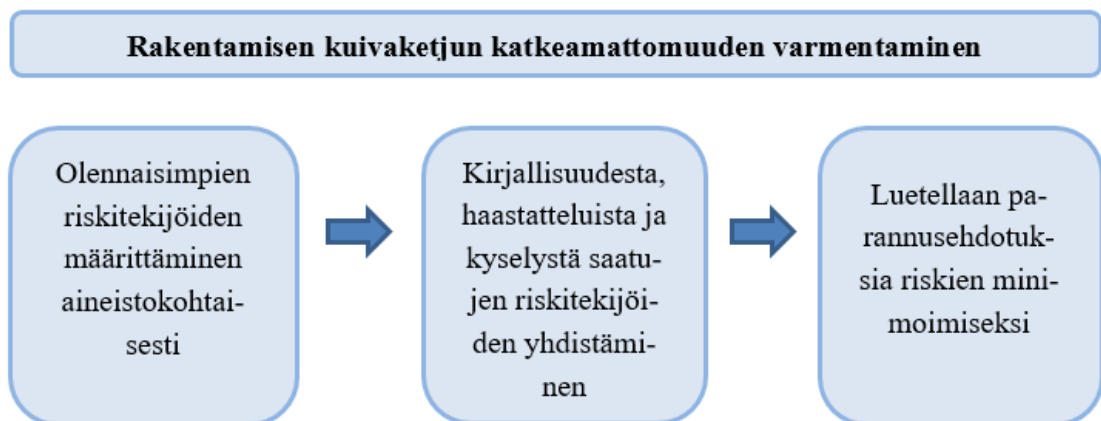 Rakentamisen kuivaketjun katkeamattomuuden varmentaminen
Olennaisimpien
riskitekijöiden
määrittäminen
aineistokohtai-
sesti
Kirjallisuudesta,
haastatteluista ja
kyselystä saatu-
jen riskitekijöi-
den yhdistämi-
nen
Luetellaan pa-
rannusehdotuk-
sia riskien mini-
moimiseksi